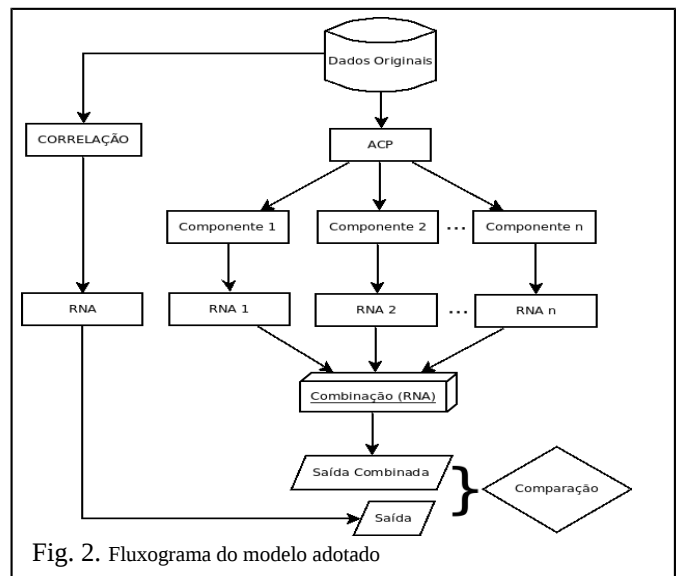 Dados Originais
CORRELAÇÃO
ACP
Componente 1
Componente 2
...
Componente n
RNA
RNA 1
RNA 2
...
RNA n
Combinação (RNA)
Saída Combinada
}
Comparação
Saída
Fig. 2. Fluxograma do modelo adotado